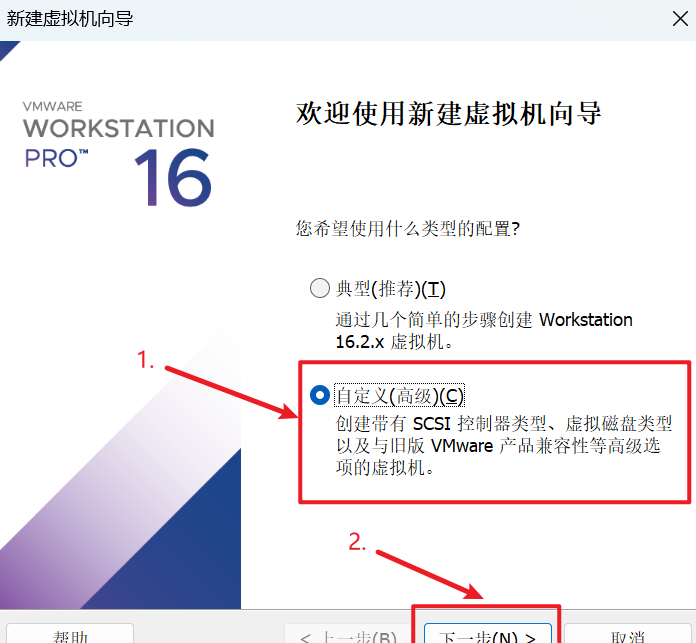 新建虚拟机向导
VMWARE
WORKSTATION
PRO™ 16
欢迎使用新建虚拟机向导
您希望使用什么类型的配置?
典型(推荐)(T)
通过几个简单的步骤创建 Workstation
16.2.x 虚拟机。
1.
自定义(高级)(C)
创建带有 SCSI 控制器类型、虚拟磁盘类型
以及与旧版 VMware 产品兼容性等高级选
项的虚拟机。
2.
帮助
< 上一步(B)
下一步(N) >
取消